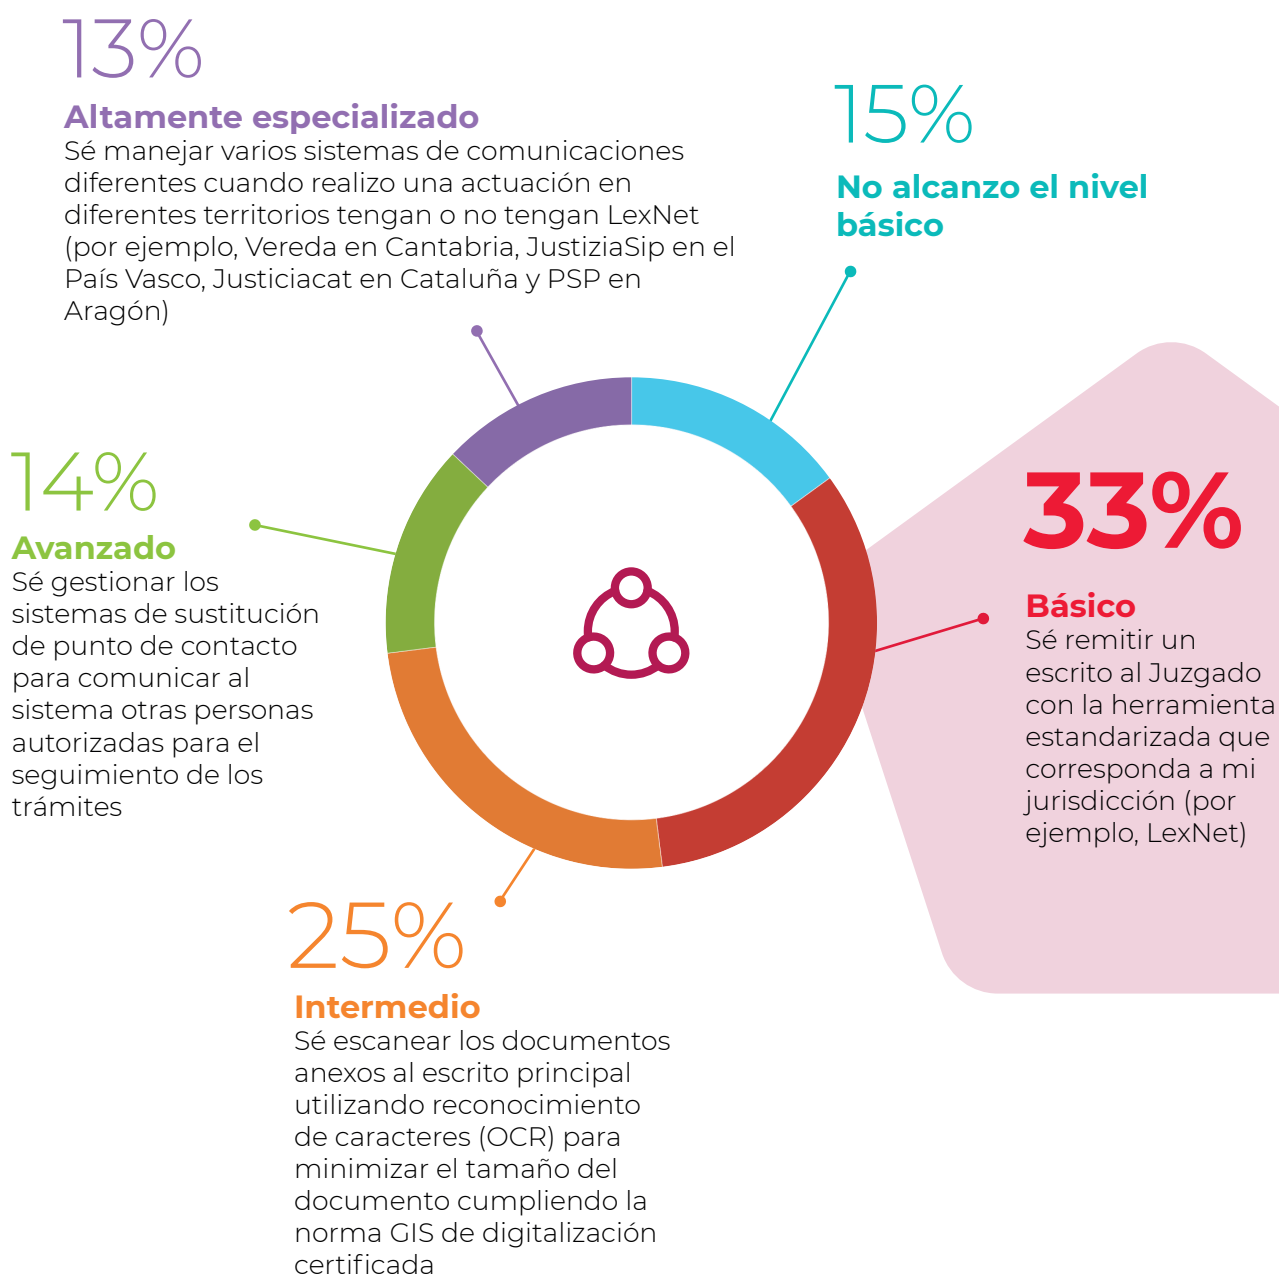 13%
Altamente especializado
Sé manejar varios sistemas de comunicaciones
diferentes cuando realizo una actuación en
diferentes territorios tengan o no tengan LexNet
(por ejemplo, Vereda en Cantabria, JustiziaSip en el
País Vasco, Justiciacat en Cataluña y PSP en
Aragón)
15%
No alcanzo el nivel
básico
14%
Avanzado
Sé gestionar los
sistemas de sustitución
de punto de contacto
para comunicar al
sistema otras personas
autorizadas para el
seguimiento de los
trámites
33%
Básico
Sé remitir un
escrito al Juzgado
con la herramienta
estandarizada que
corresponda a mi
jurisdicción (por
ejemplo, LexNet)
25%
Intermedio
Sé escanear los documentos
anexos al escrito principal
utilizando reconocimiento
de caracteres (OCR) para
minimizar el tamaño del
documento cumpliendo la
norma GIS de digitalización
certificada